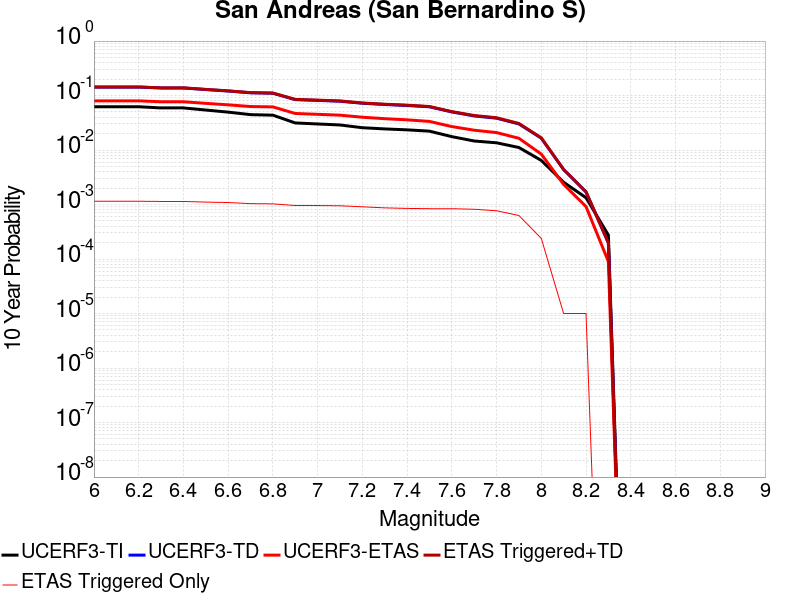 San Andreas (San Bernardino S)
10 0
10 -1
10 -2
10 -3
10 -4
10 -5
10 -6
10 -7
10 -8
10 Year Probability
6 6.2 6.4 6.6 6.8 7 7.2 7.4 7.6 7.8 8 8.2 8.4 8.6 8.8 9
Magnitude
UCERF3-TI UCERF3-TD UCERF3-ETAS ETAS Triggered+TD
ETAS Triggered Only